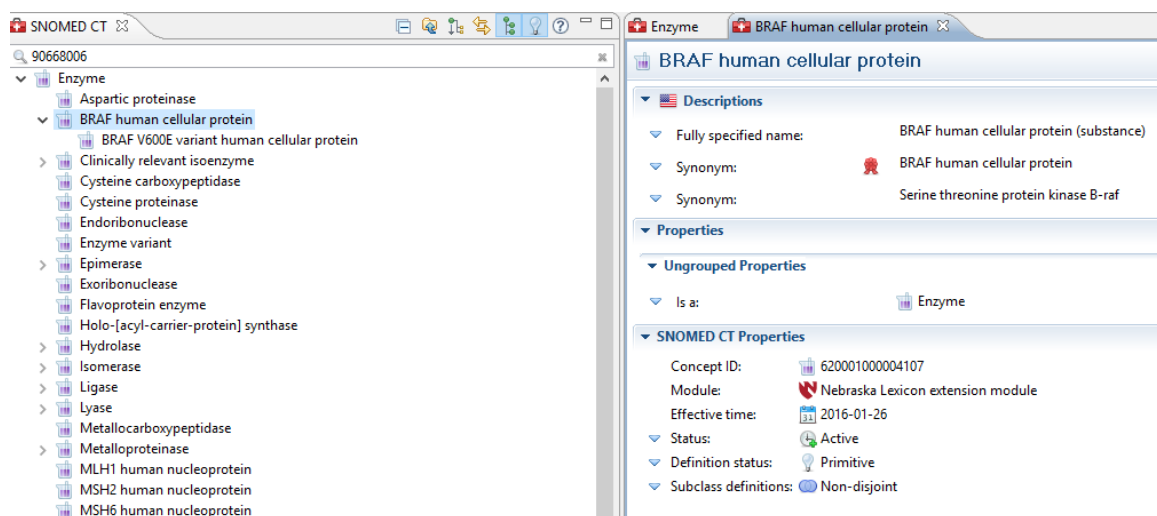 SNOMED CT
90668006
Enzyme
Aspartic proteinase
BRAF human cellular protein
BRAF V600E variant human cellular protein
Clinically relevant isoenzyme
Cysteine carboxypeptidase
Cysteine proteinase
Endoribonuclease
Enzyme variant
Epimerase
Exoribonuclease
Flavoprotein enzyme
Holo-[acyl-carrier-protein] synthase
Hydrolase
Isomerase
Ligase
Lyase
Metallocarboxypeptidase
Metalloproteinase
MLH1 human nucleoprotein
MSH2 human nucleoprotein
MSH6 human nucleoprotein
Enzyme BRAF human cellular protein
BRAF human cellular protein
Descriptions
Fully specified name: BRAF human cellular protein (substance)
Synonym: BRAF human cellular protein
Synonym: Serine threonine protein kinase B-raf
Properties
Ungrouped Properties
Is a: Enzyme
SNOMED CT Properties
Concept ID: 620001000004107
Module: Nebraska Lexicon extension module
Effective time: 31 2016-01-26
Status: Active
Definition status: Primitive
Subclass definitions: Non-disjoint